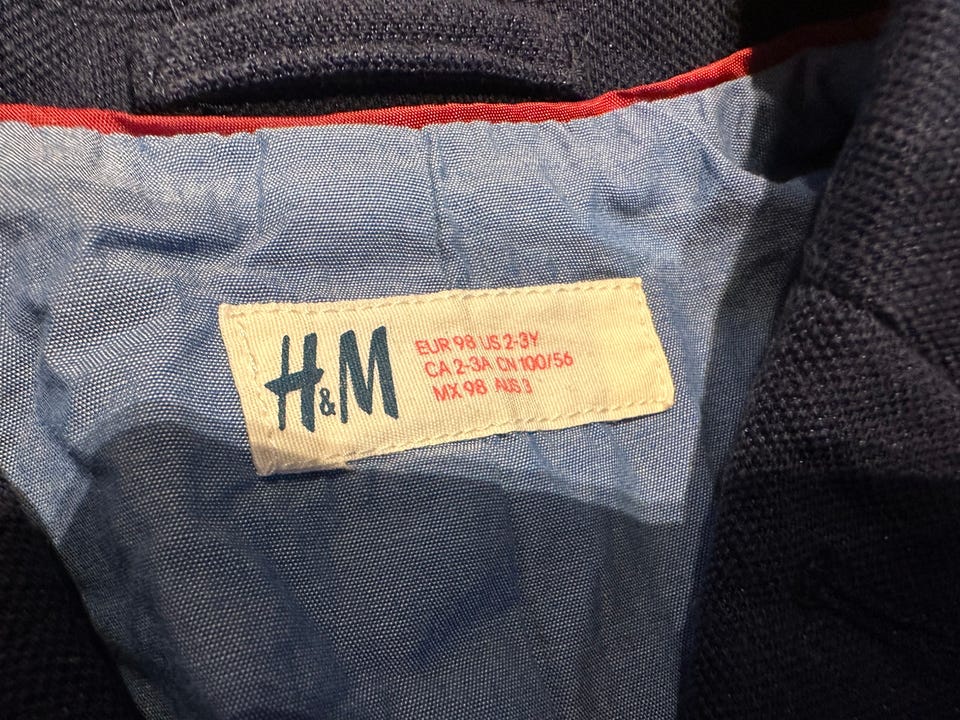 H&M
EUR 98 US 2-3Y
CA 2-3A CN 100/56
MX 98 AUS 3